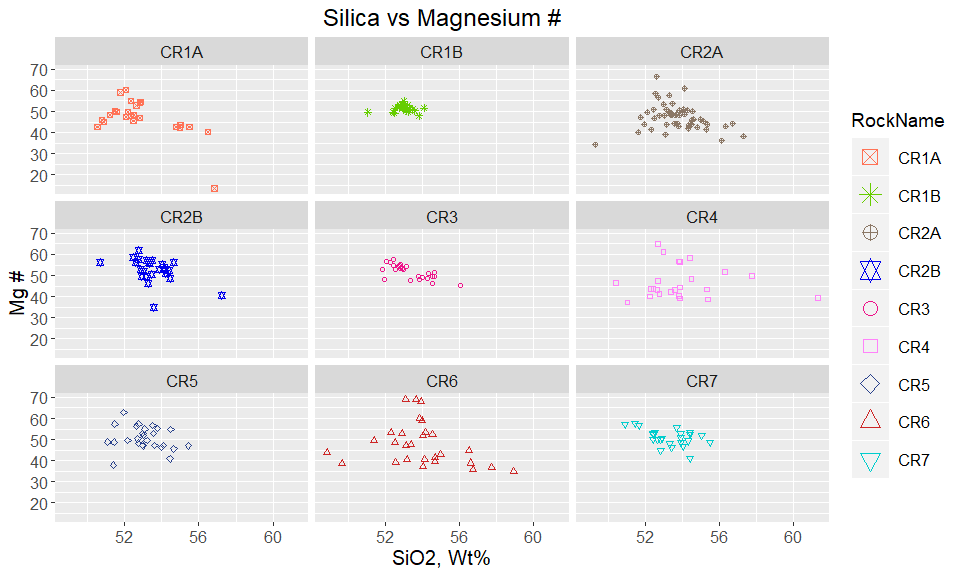 Silica vs Magnesium #
CR1A CR1B CR2A
70
60
50
40
30
20
CR2B CR3 CR4
70
60
50
40
30
20
CR5 CR6 CR7
70
60
50
40
30
20
52 56 60 52 56 60 52 56 60
Mg #
SiO2, Wt%
RockName
CR1A
CR1B
CR2A
CR2B
CR3
CR4
CR5
CR6
CR7